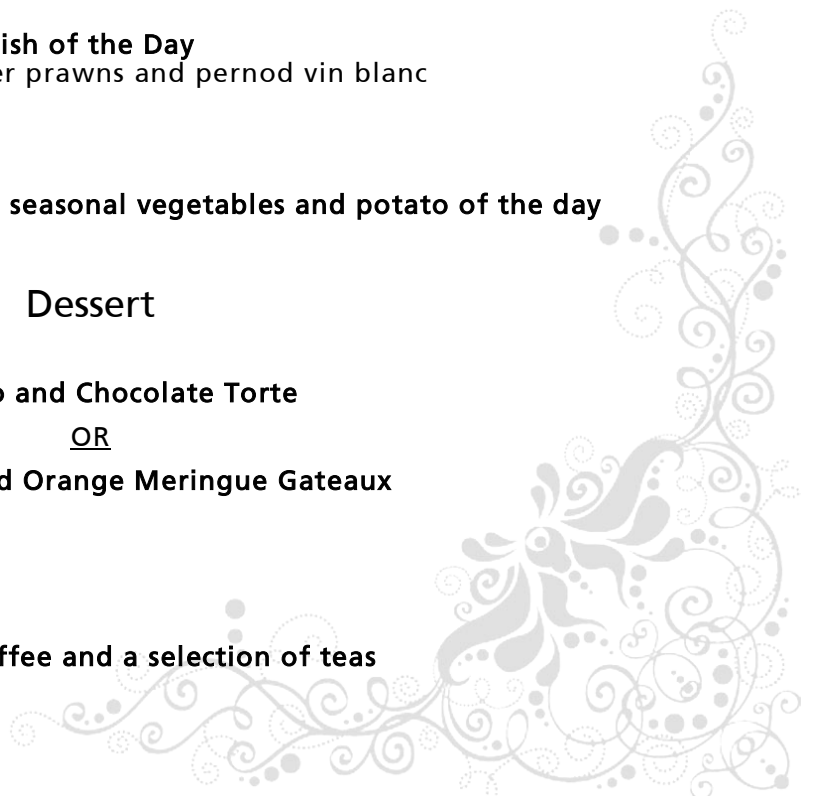 ish of the Day
er prawns and pernod vin blanc
seasonal vegetables and potato of the day
Dessert
o and Chocolate Torte
OR
d Orange Meringue Gateaux
ffee and a selection of teas